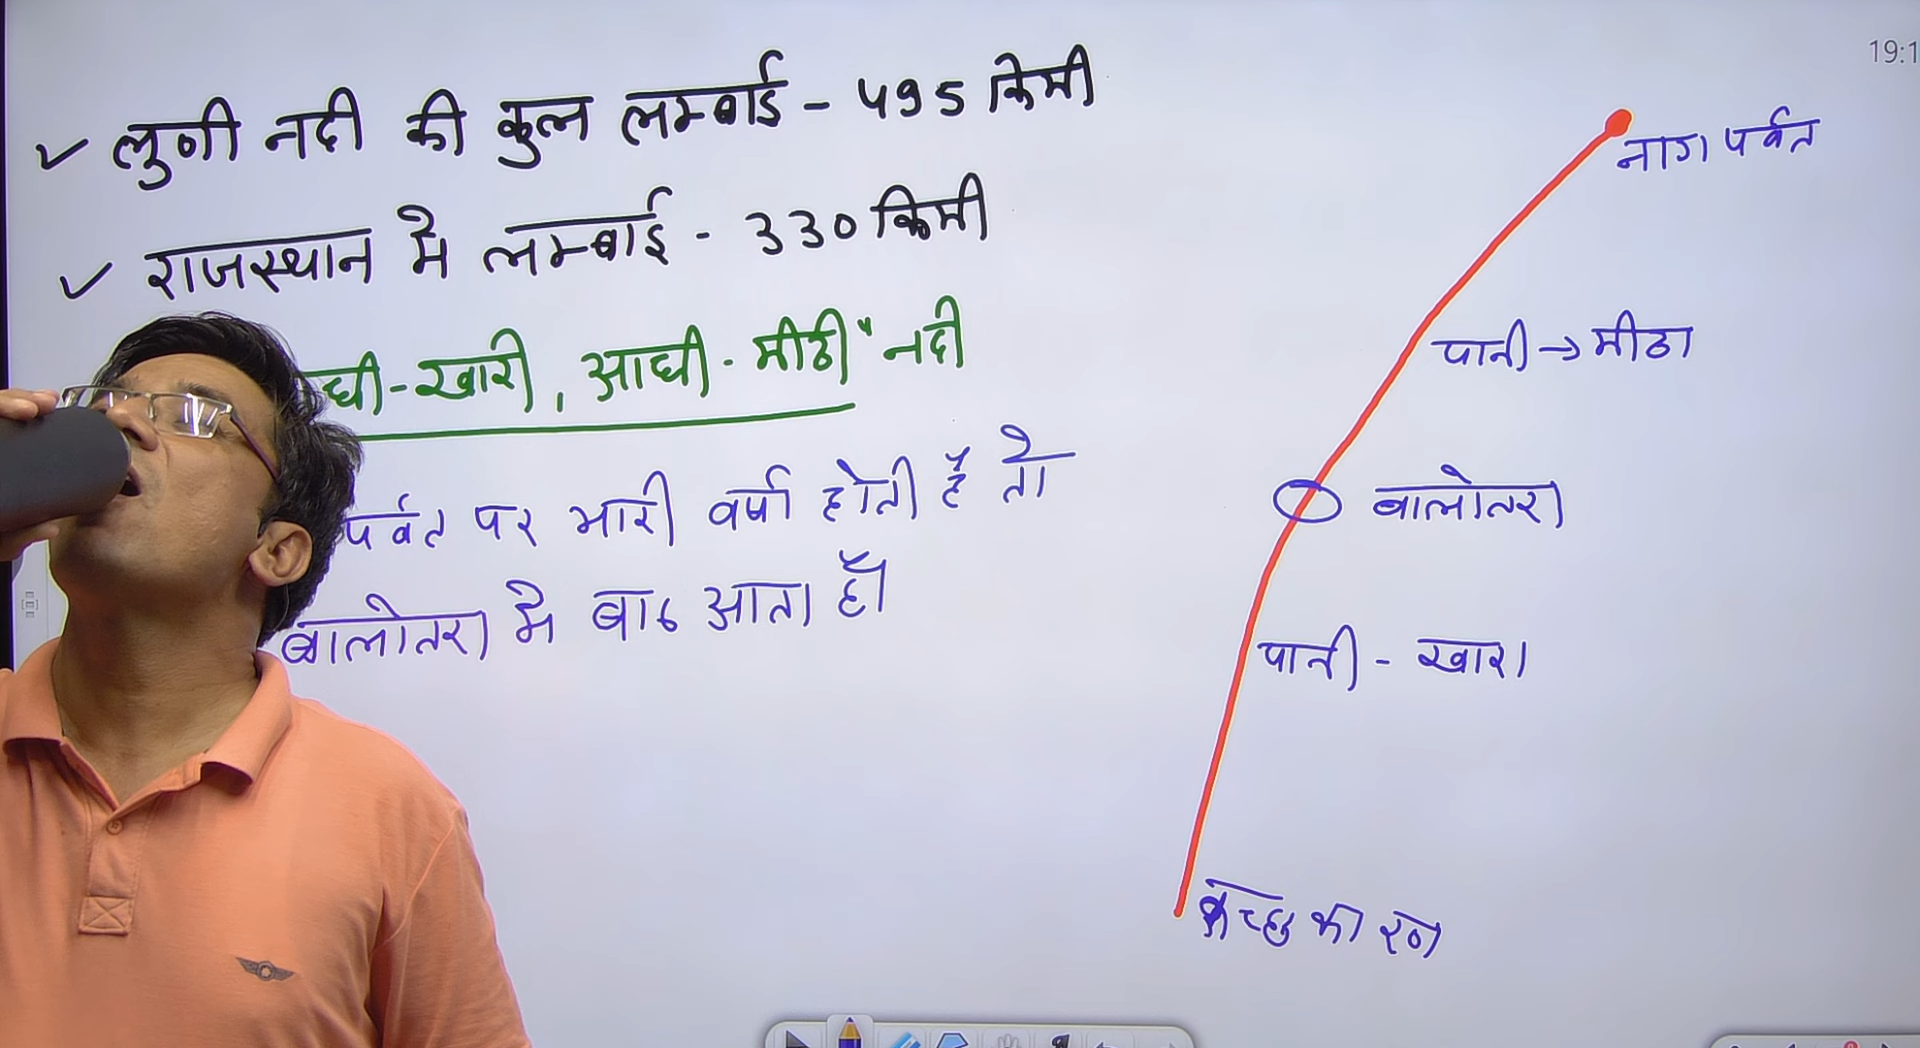 लुणी नदी की कुल लम्बाई - 495 किमी
राजस्थान मे लम्बाई - 330 किमी
धी-खारी, आधी-मीठी" नदी
पर्वत पर भारी वर्षा होती है तो
बालोतरा मे बाढ आता है।
19:1
नाग पर्वत
पानी → मीठा
बालोतरा
पानी - खारा
कच्छ का रण